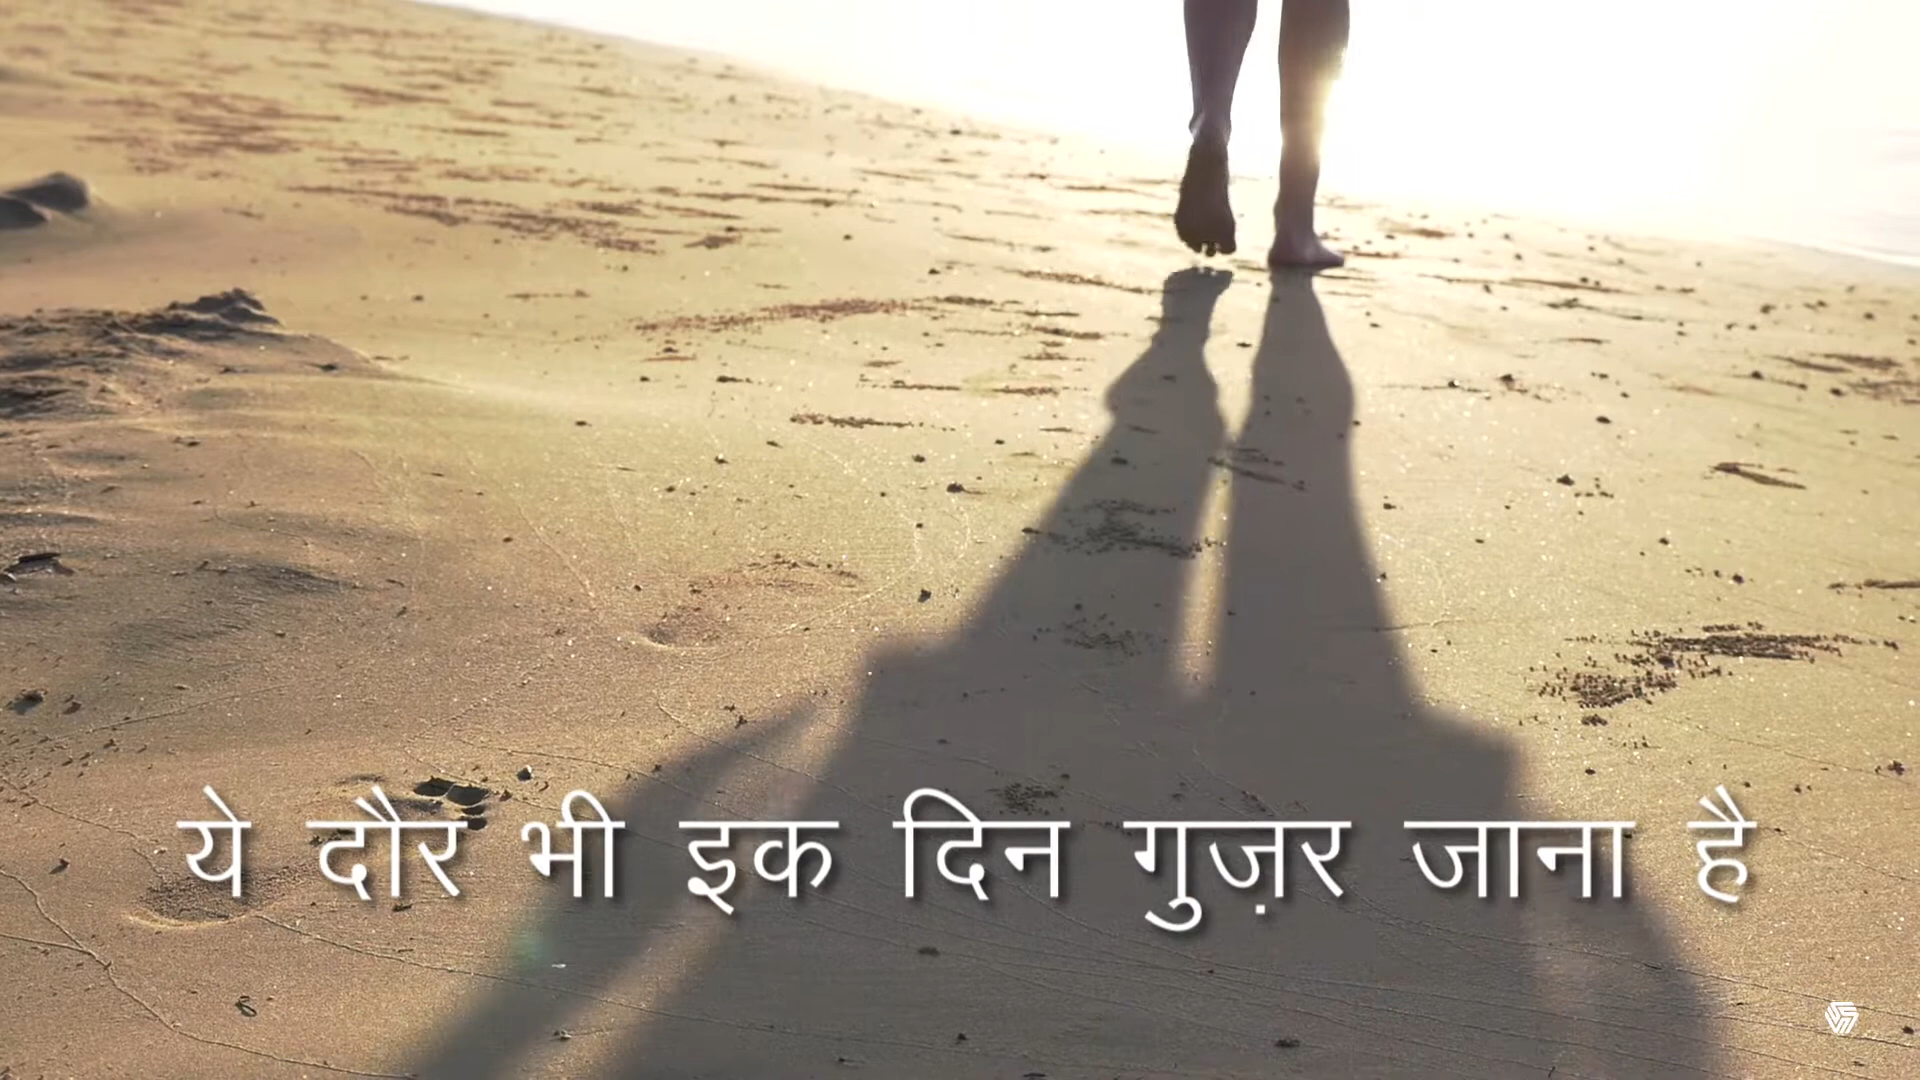 ये दौर भी इक दिन गुज़र जाना है